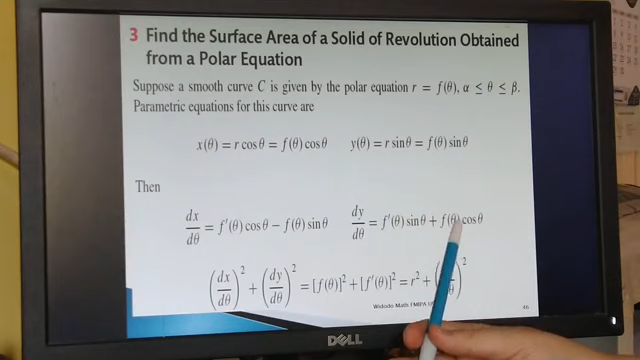 3 Find the Surface Area of a Solid of Revolution Obtained
from a Polar Equation
Suppose a smooth curve C is given by the polar equation r = f(θ), α ≤ θ ≤ β.
Parametric equations for this curve are
x(θ) = r cos θ = f(θ) cos θ    y(θ) = r sin θ = f(θ) sin θ
Then
dx/dθ = f′(θ) cos θ − f(θ) sin θ    dy/dθ = f′(θ) sin θ + f(θ) cos θ
(dx/dθ)² + (dy/dθ)² = [f(θ)]² + [f′(θ)]² = r² + ( /dθ)²
Widodo Math FMIPA
46
DELL